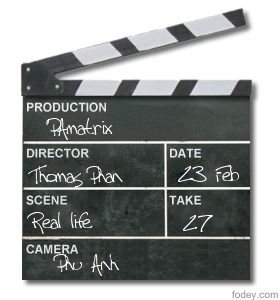 PRODUCTION
PAmatrix
DIRECTOR DATE
Thomas Phan 23 Feb
SCENE TAKE
Real life 27
CAMERA
Phu Anh
fodey.com